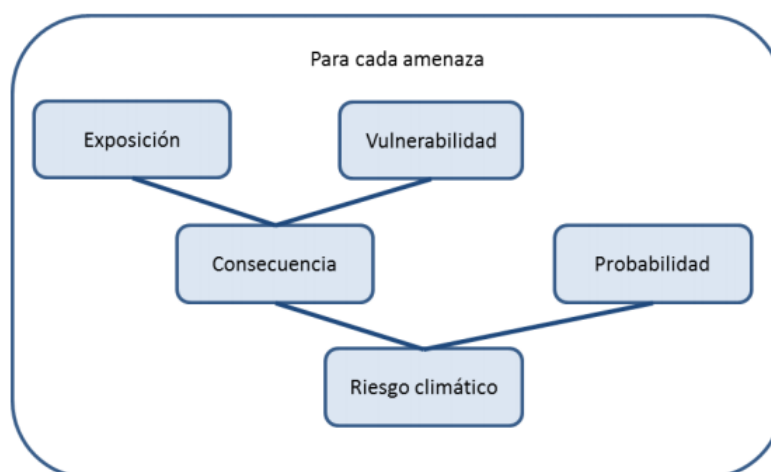 Para cada amenaza
Exposición
Vulnerabilidad
Consecuencia
Probabilidad
Riesgo climático